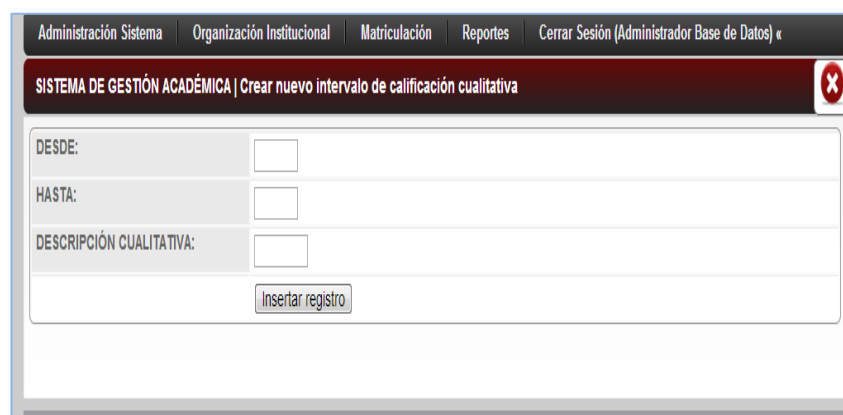 Administración Sistema Organización Institucional Matriculación Reportes Cerrar Sesión (Administrador Base de Datos) «
SISTEMA DE GESTIÓN ACADÉMICA | Crear nuevo intervalo de calificación cualitativa
DESDE:
HASTA:
DESCRIPCIÓN CUALITATIVA:
Insertar registro